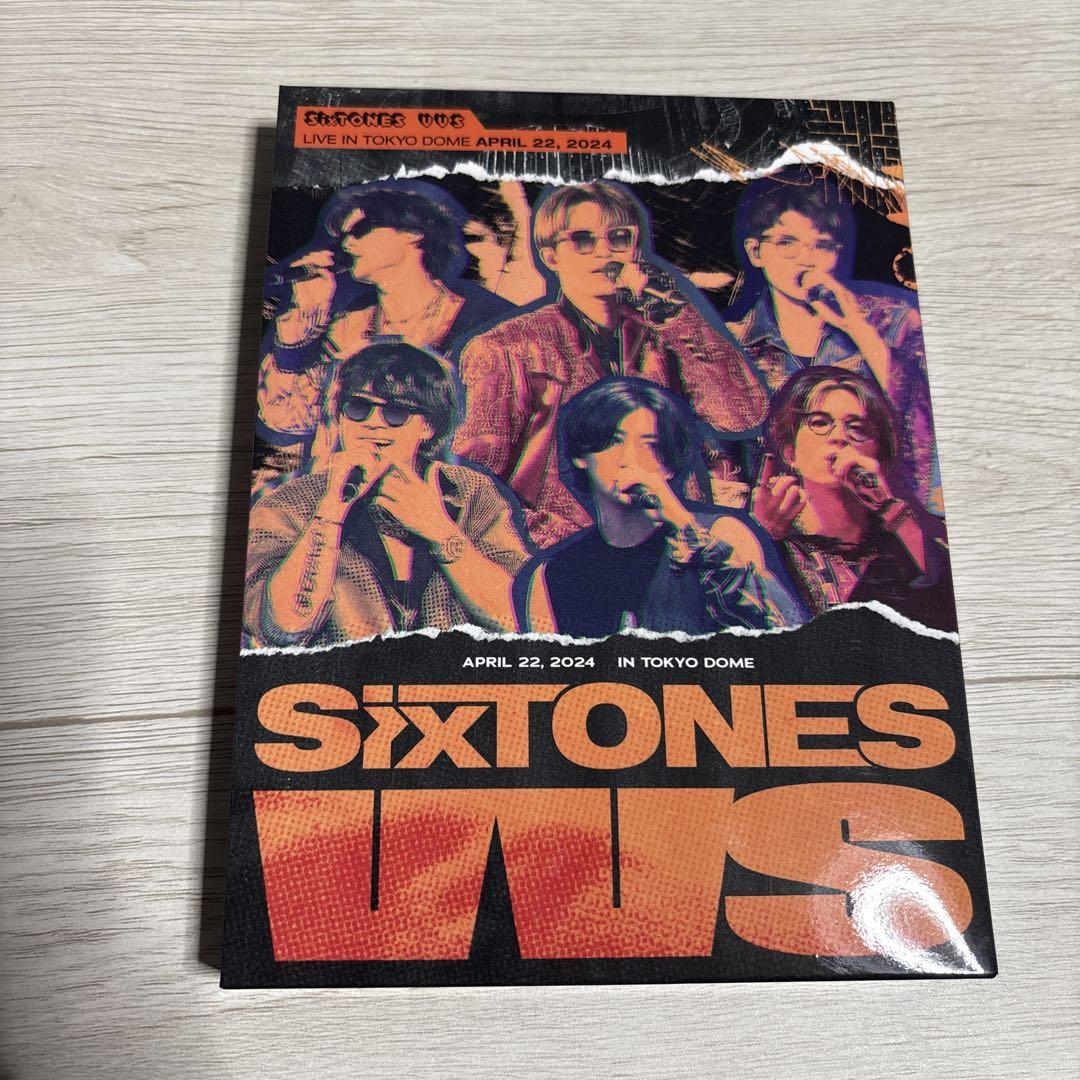 SixTONES VVS
LIVE IN TOKYO DOME APRIL 22, 2024
APRIL 22, 2024 IN TOKYO DOME
SixTONES
VVS